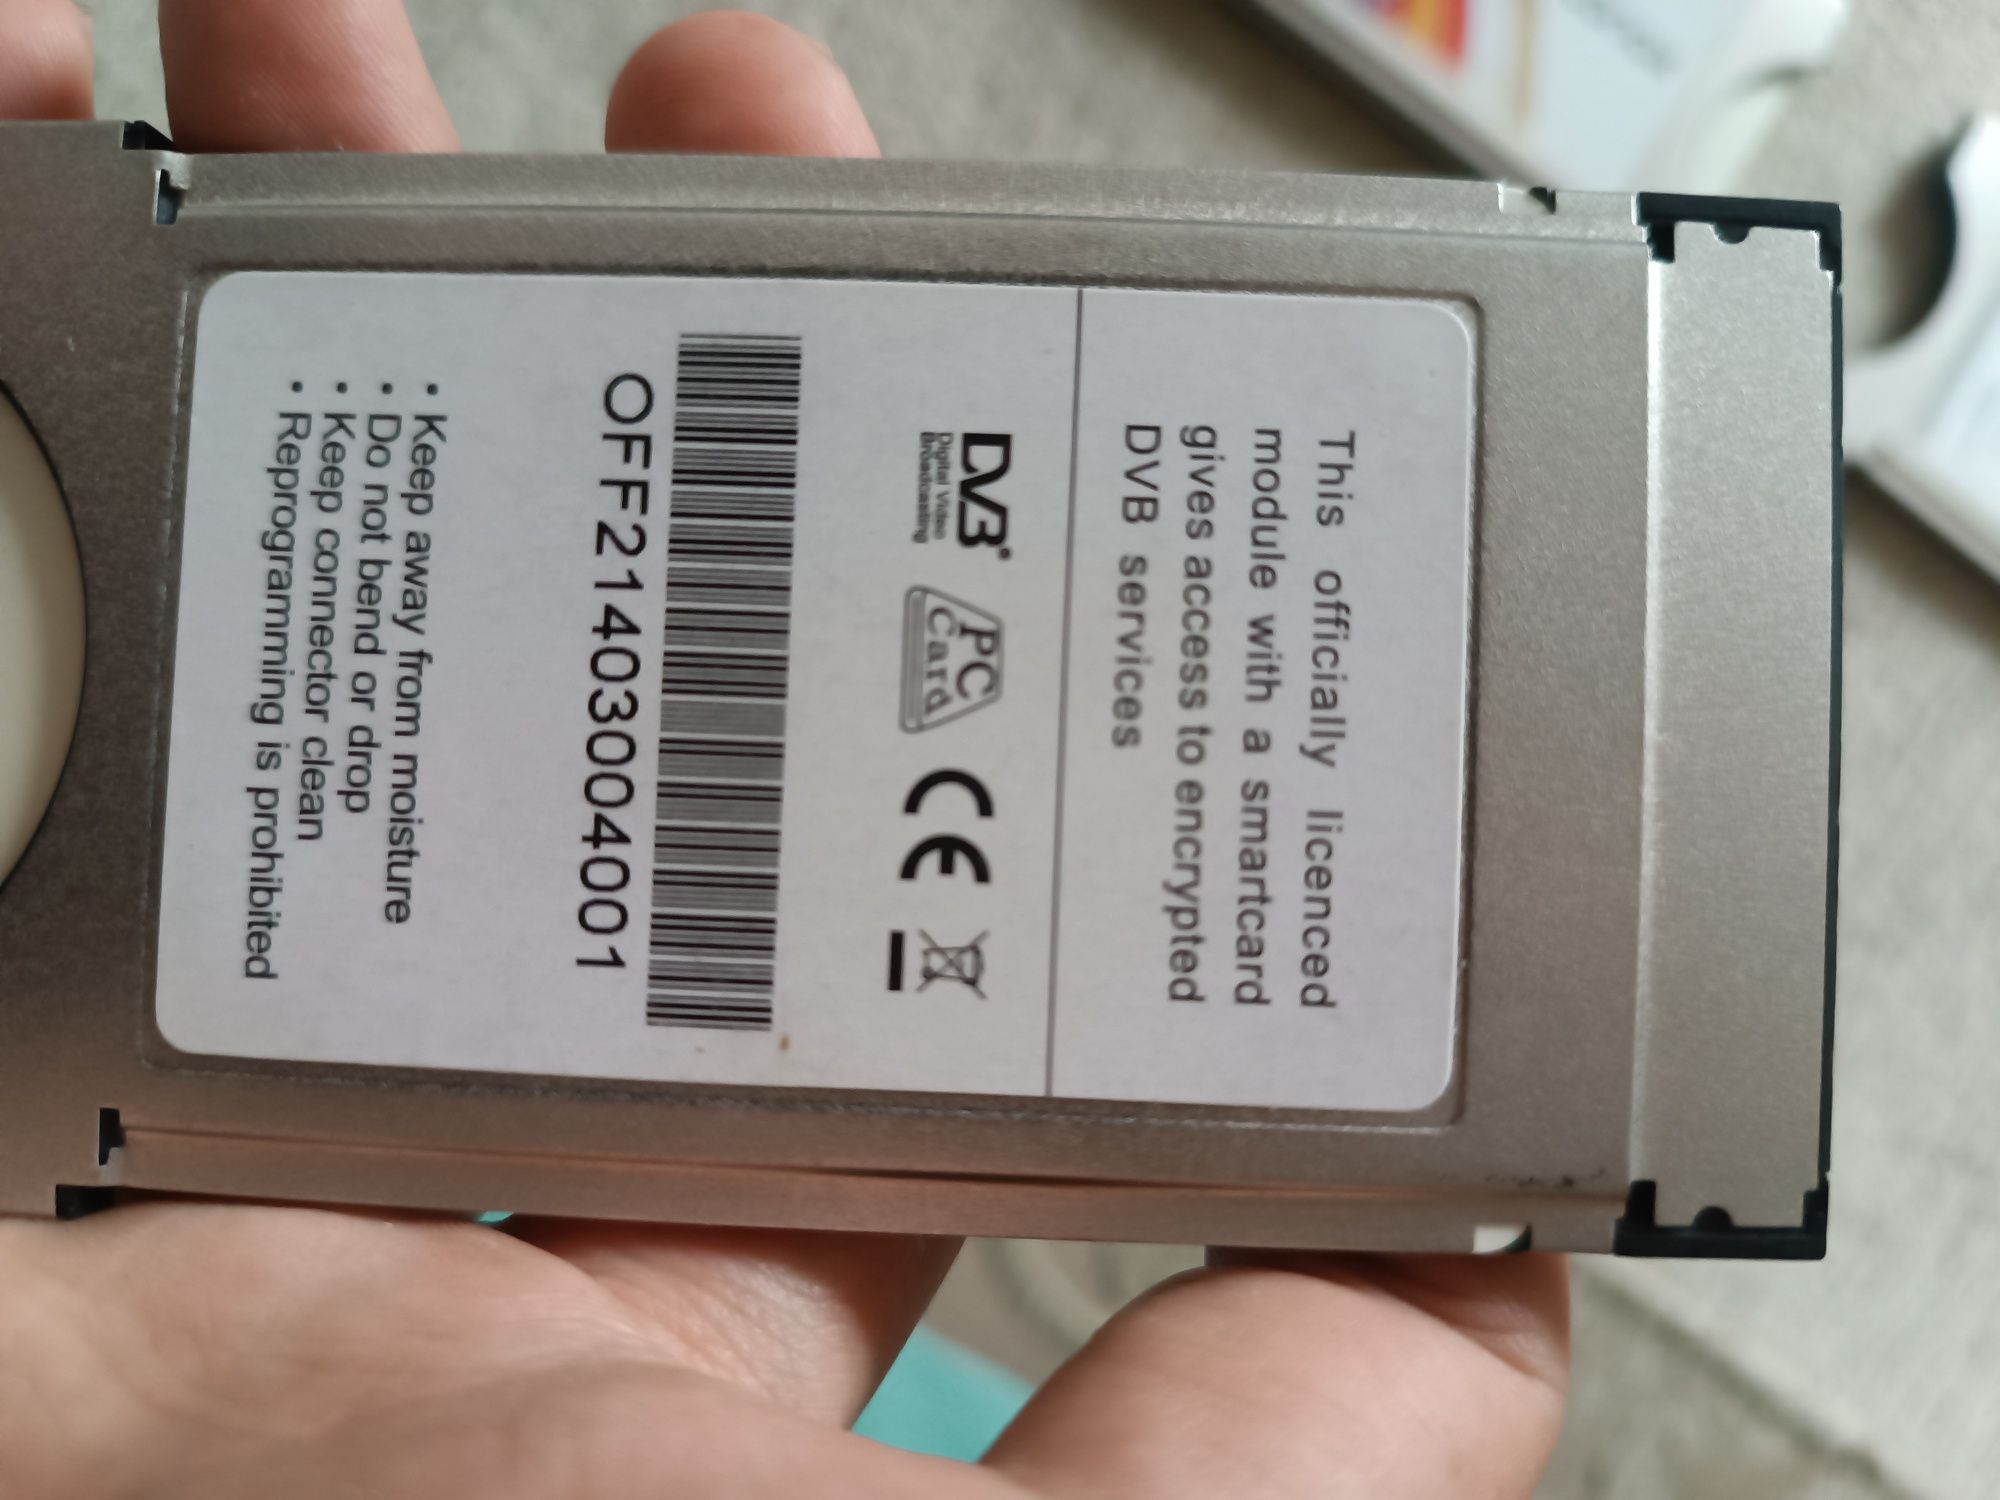 This officially licenced
module with a smartcard
gives access to encrypted
DVB services
DVB
Digital Video
Broadcasting
PC
Card
CE
OFF21403004001
• Keep away from moisture
• Do not bend or drop
• Keep connector clean
• Reprogramming is prohibited